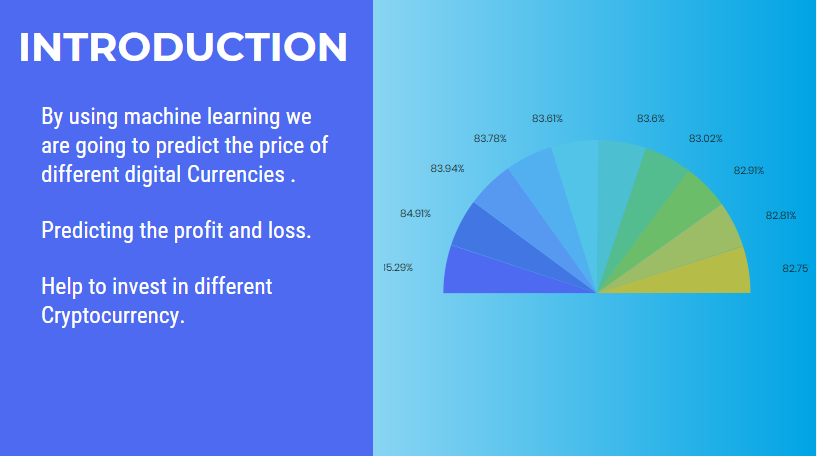 INTRODUCTION
By using machine learning we
are going to predict the price of
different digital Currencies .
Predicting the profit and loss.
Help to invest in different
Cryptocurrency.
83.61%
83.6%
83.78%
83.02%
83.94%
82.91%
84.91%
82.81%
15.29%
82.75